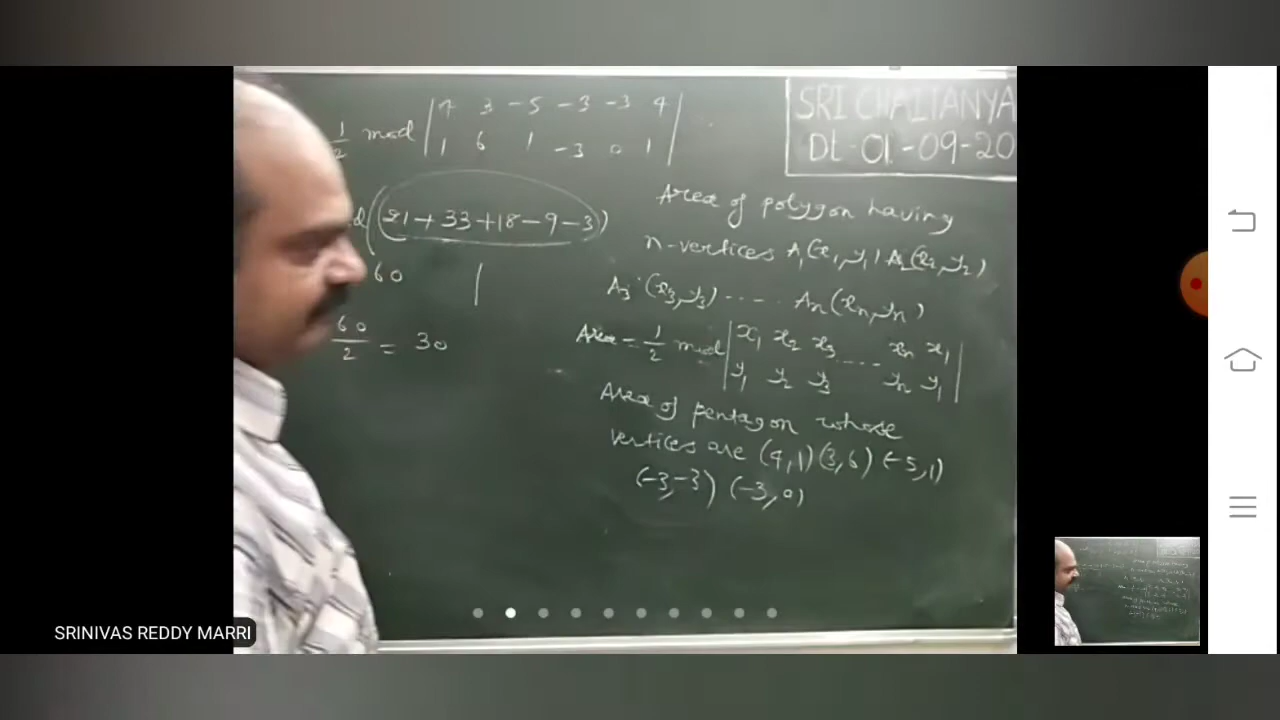 1/2 mod | 4 3 -5 -3 -3 4 |
| 1 6 1 -3 0 1 |
d(21+33+18-9-3)
60
60/2 = 30
SRI CHAITANYA
Dt-01-09-20
Area of polygon having
n-vertices A₁(x₁,y₁) A₂(x₂,y₂)
A₃(x₃,y₃) ---- Aₙ(xₙ,yₙ)
Area = 1/2 mod | x₁ x₂ x₃ ---- xₙ x₁ |
| y₁ y₂ y₃ yₙ y₁ |
Area of pentagon whose
vertices are (4,1) (3,6) (-5,1)
(-3,-3) (-3,0)
SRINIVAS REDDY MARRI